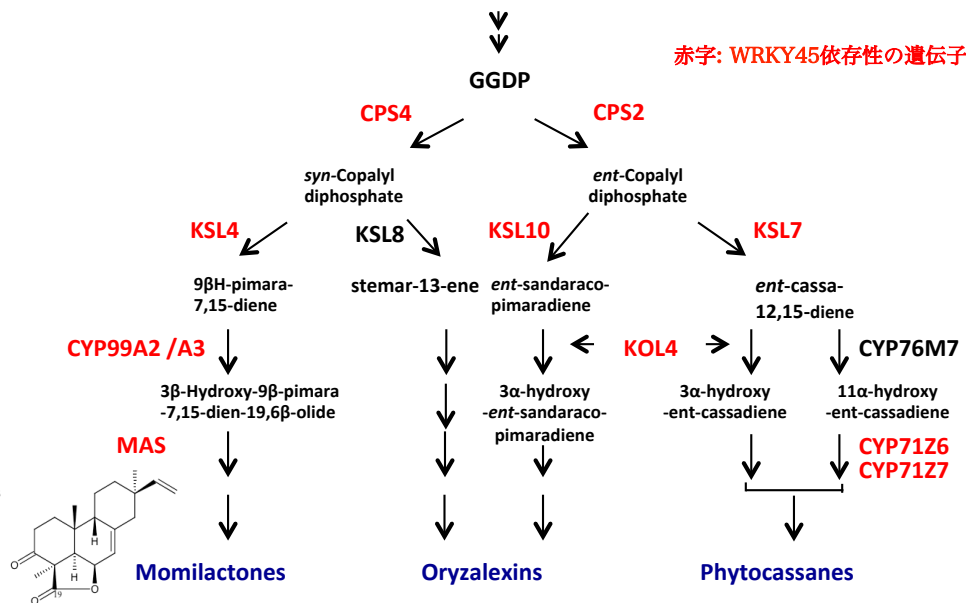 赤字: WRKY45依存性の遺伝子
GGDP
CPS4
CPS2
syn-Copalyl
diphosphate
ent-Copalyl
diphosphate
KSL4
KSL8
KSL10
KSL7
9βH-pimara-
7,15-diene
stemar-13-ene
ent-sandaraco-
pimaradiene
ent-cassa-
12,15-diene
CYP99A2 /A3
KOL4
CYP76M7
3β-Hydroxy-9β-pimara
-7,15-dien-19,6β-olide
3α-hydroxy
-ent-sandaraco-
pimaradiene
3α-hydroxy
-ent-cassadiene
11α-hydroxy
-ent-cassadiene
MAS
CYP71Z6
CYP71Z7
H
H
O
O
O
19
Momilactones
Oryzalexins
Phytocassanes